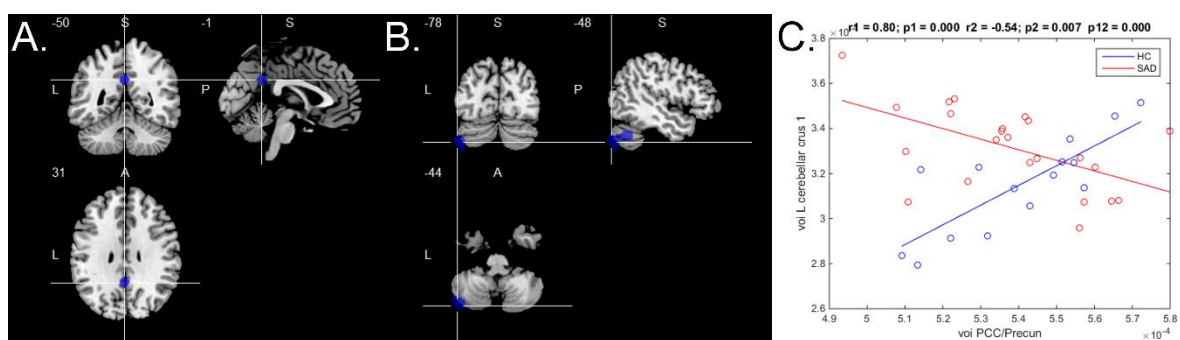 A.
-50 S
-1 S
L
P
31 A
L
B.
-78 S
-48 S
L
P
-44 A
L
C.
r1 = 0.80; p1 = 0.000 r2 = -0.54; p2 = 0.007 p12 = 0.000
HC
SAD
3.8
3.6
3.4
3.2
3
2.8
2.6
voi L cerebellar crus 1
4.9 5 5.1 5.2 5.3 5.4 5.5 5.6 5.7 5.8
voi PCC/Precun
×10⁻⁴